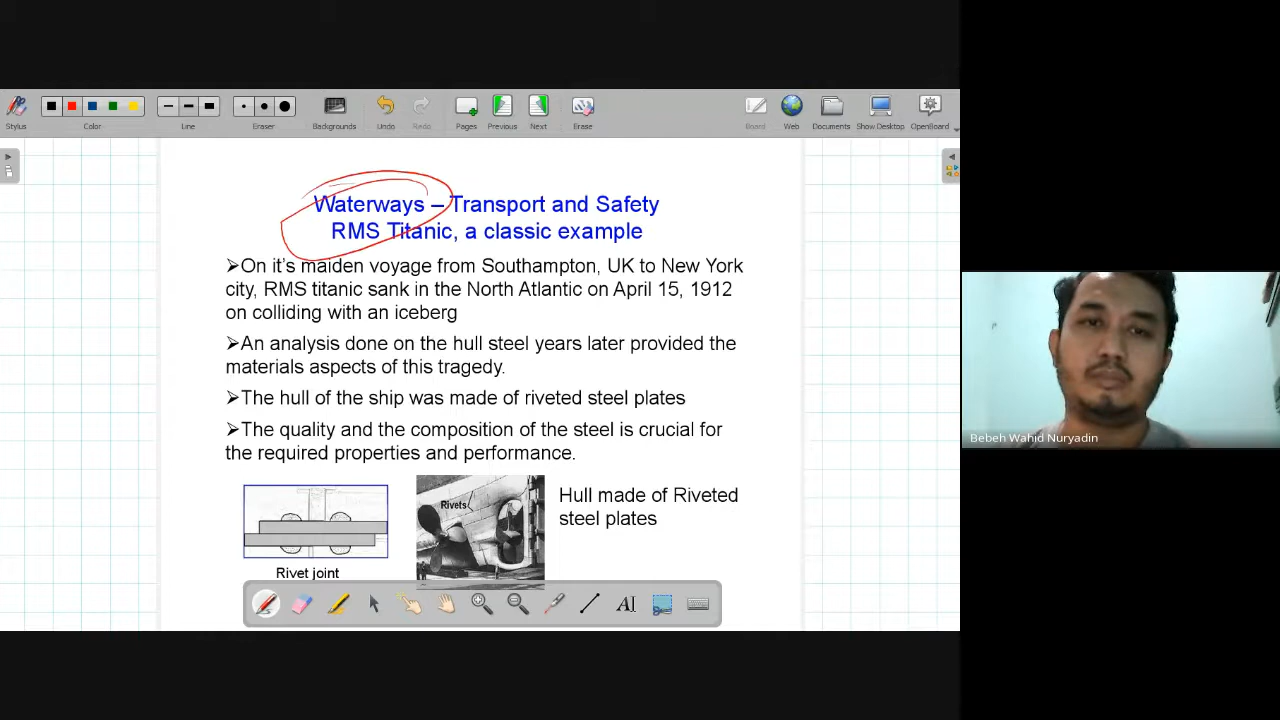 Stylus
Color
Line
Eraser
Backgrounds
Undo
Redo
Pages
Previous
Next
Erase
Board
Web
Documents
Show Desktop
OpenBoard
Waterways – Transport and Safety
RMS Titanic, a classic example
➢On it’s maiden voyage from Southampton, UK to New York
city, RMS titanic sank in the North Atlantic on April 15, 1912
on colliding with an iceberg
➢An analysis done on the hull steel years later provided the
materials aspects of this tragedy.
➢The hull of the ship was made of riveted steel plates
➢The quality and the composition of the steel is crucial for
the required properties and performance.
Rivets
Hull made of Riveted
steel plates
Rivet joint
Bebeh Wahid Nuryadin